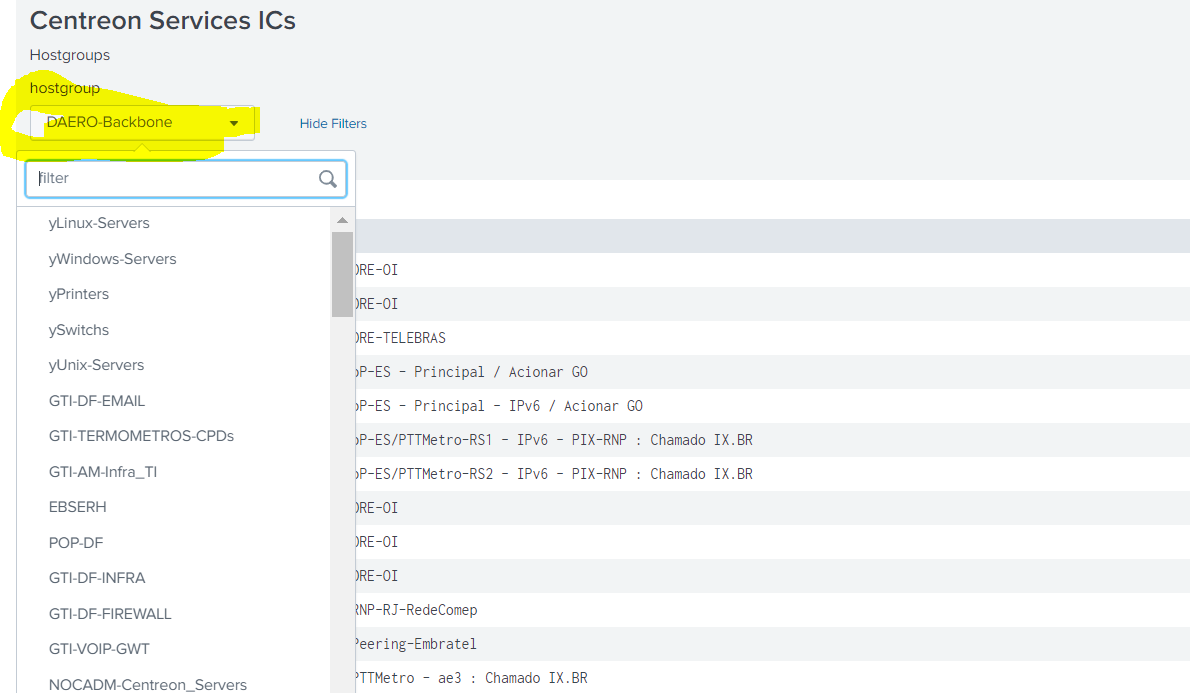 Centreon Services ICs
Hostgroups
hostgroup
DAERO-Backbone
Hide Filters
filter
yLinux-Servers
yWindows-Servers
yPrinters
ORE-OI
ySwitchs
ORE-OI
yUnix-Servers
ORE-TELEBRAS
GTI-DF-EMAIL
oP-ES - Principal / Acionar GO
GTI-TERMOMETROS-CPDs
oP-ES - Principal - IPv6 / Acionar GO
GTI-AM-Infra_TI
oP-ES/PTTMetro-RS1 - IPv6 - PIX-RNP : Chamado IX.BR
EBSERH
oP-ES/PTTMetro-RS2 - IPv6 - PIX-RNP : Chamado IX.BR
POP-DF
ORE-OI
GTI-DF-INFRA
ORE-OI
GTI-DF-FIREWALL
ORE-OI
GTI-VOIP-GWT
RNP-RJ-RedeComep
NOCADM-Centreon_Servers
Peering-Embratel
PTTMetro - ae3 : Chamado IX.BR